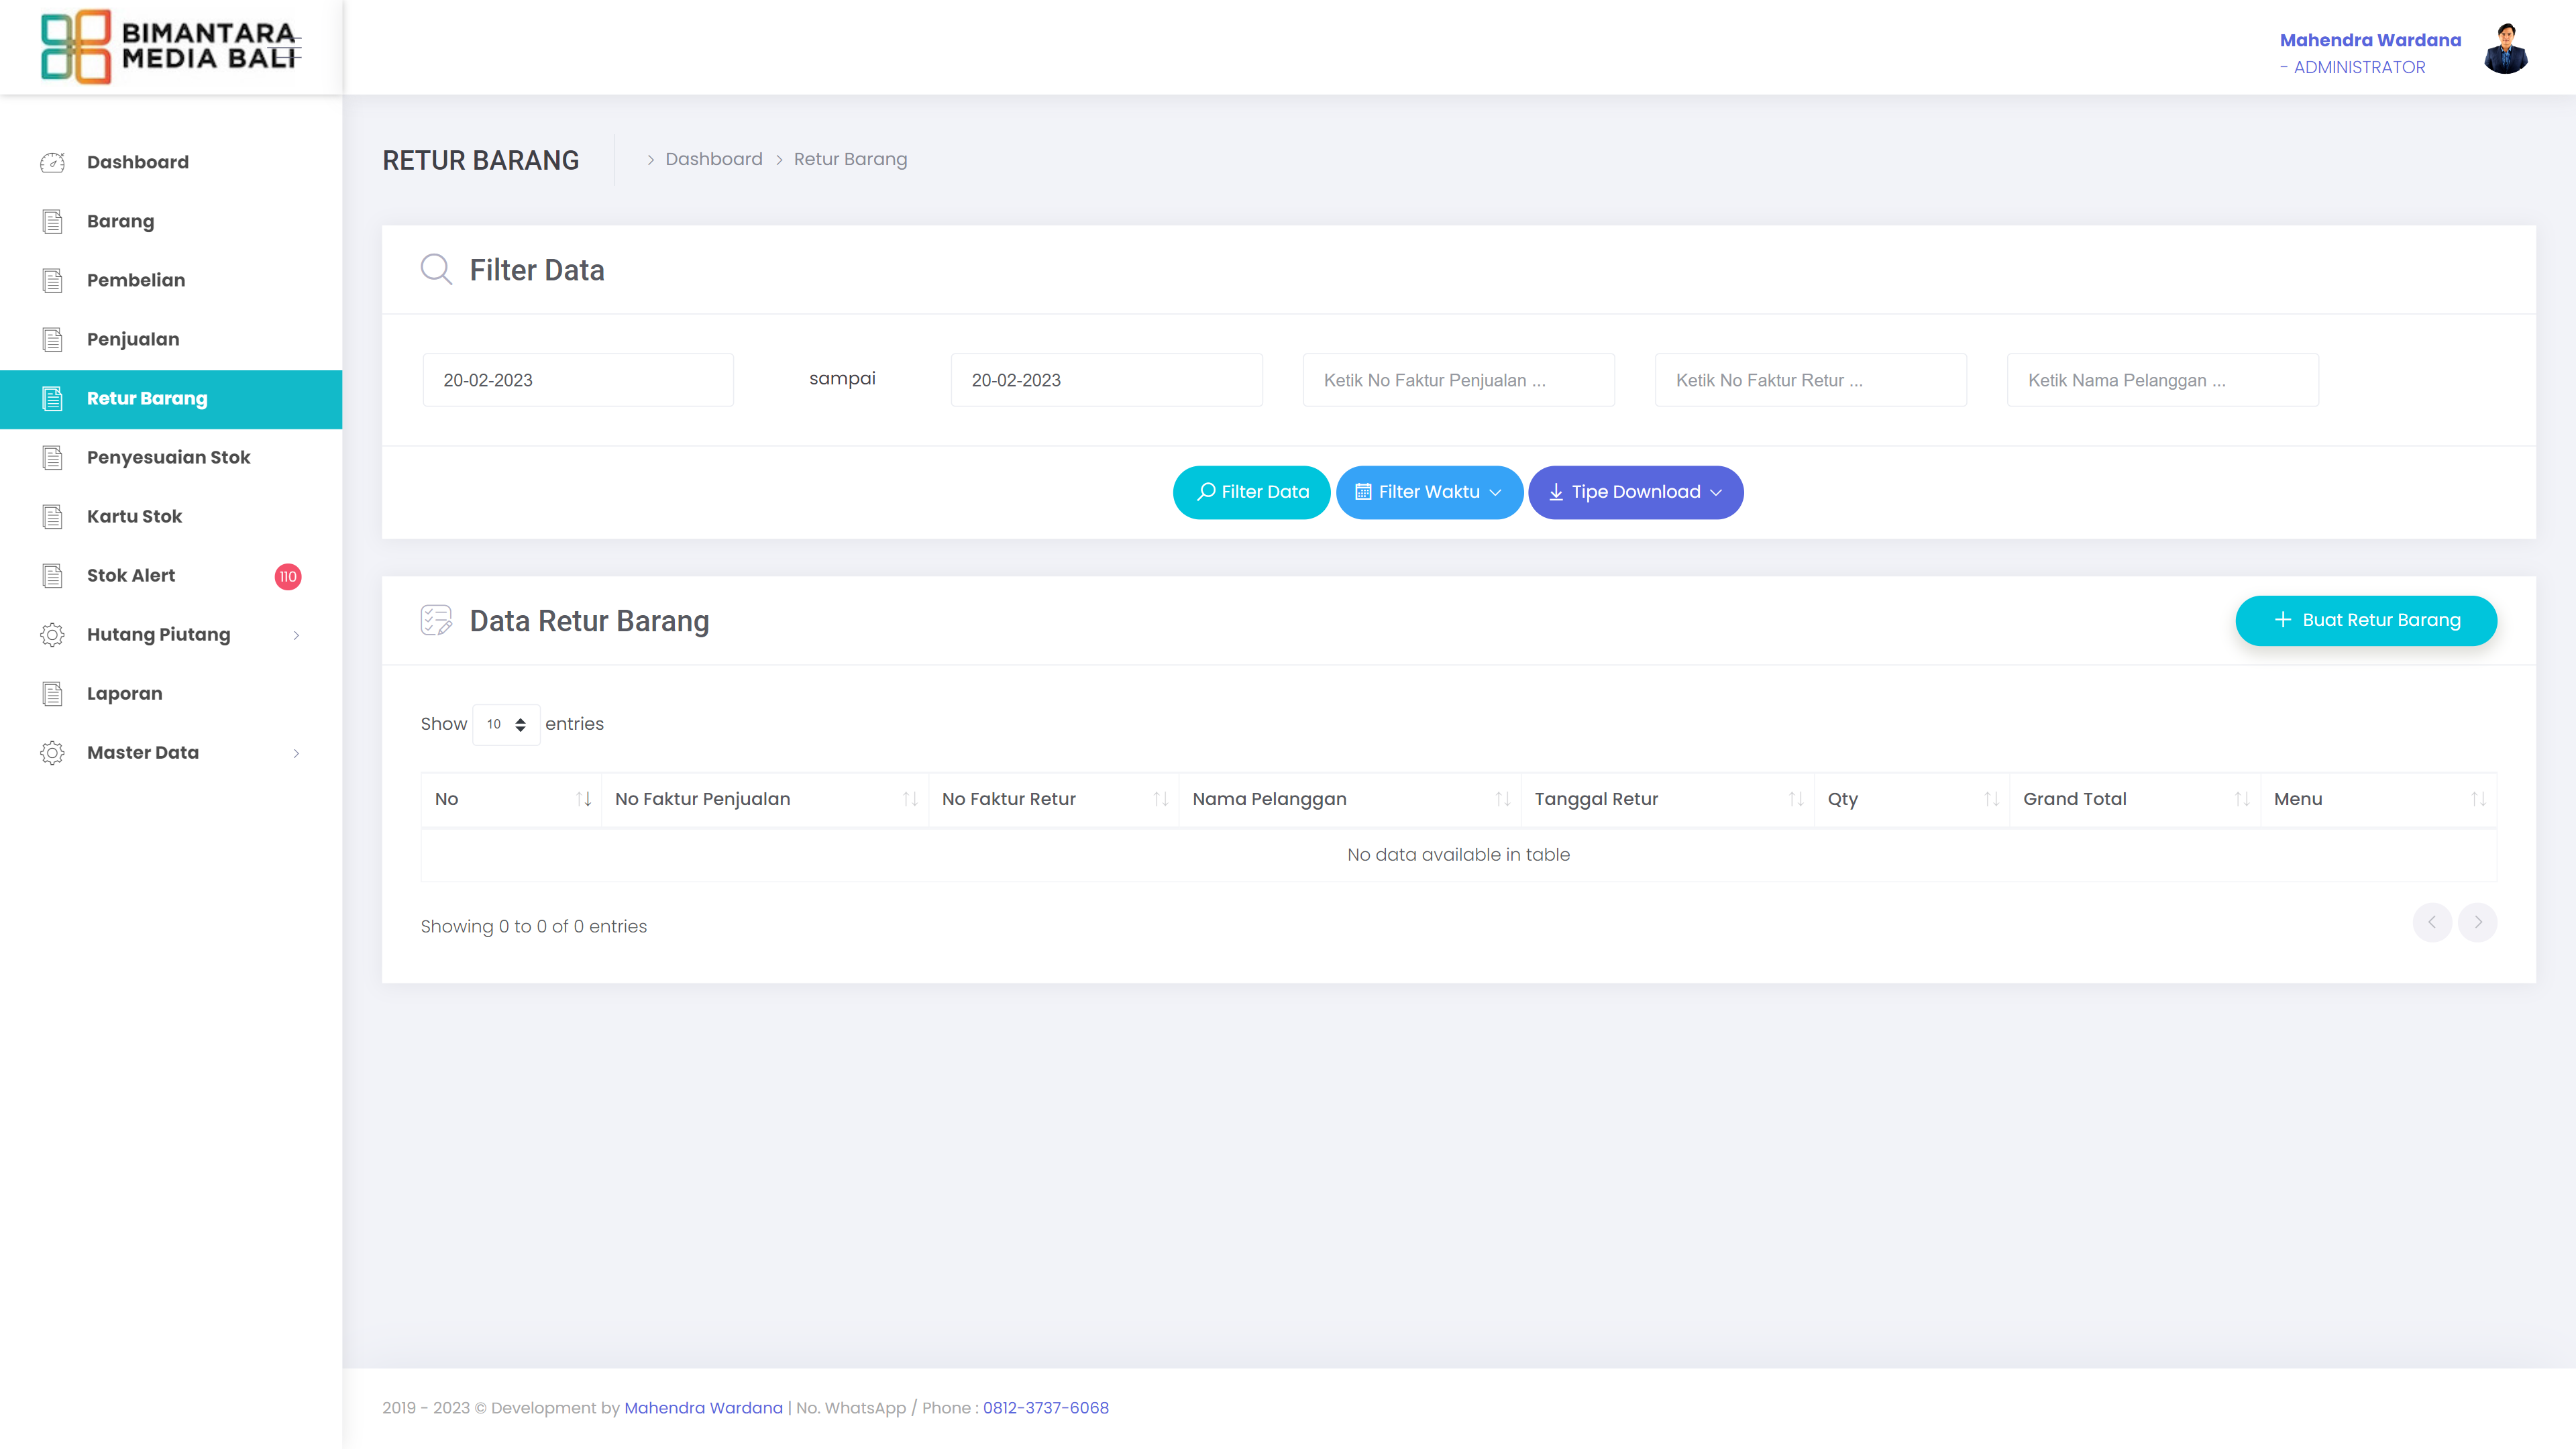 BIMANTARA
MEDIA BALI
Mahendra Wardana
- ADMINISTRATOR
Dashboard
Barang
Pembelian
Penjualan
Retur Barang
Penyesuaian Stok
Kartu Stok
Stok Alert 110
Hutang Piutang
Laporan
Master Data
RETUR BARANG > Dashboard > Retur Barang
Filter Data
20-02-2023 sampai 20-02-2023 Ketik No Faktur Penjualan ... Ketik No Faktur Retur ... Ketik Nama Pelanggan ...
Filter Data Filter Waktu Tipe Download
Data Retur Barang + Buat Retur Barang
Show 10 entries
No No Faktur Penjualan No Faktur Retur Nama Pelanggan Tanggal Retur Qty Grand Total Menu
No data available in table
Showing 0 to 0 of 0 entries
2019 - 2023 © Development by Mahendra Wardana | No. WhatsApp / Phone : 0812-3737-6068